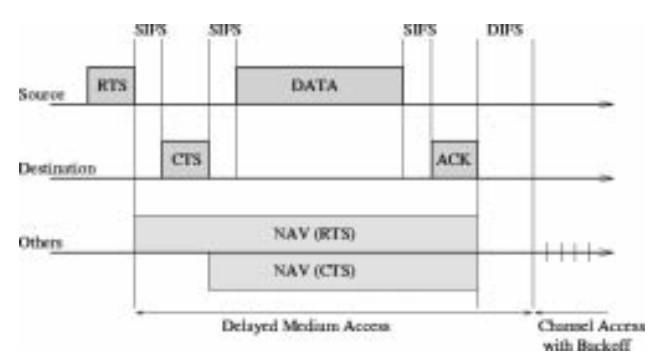 SIFS SIFS SIFS DIFS
RTS DATA
Source
CTS ACK
Destination
NAV (RTS)
Others
NAV (CTS)
Delayed Medium Access Channel Access
with Backoff